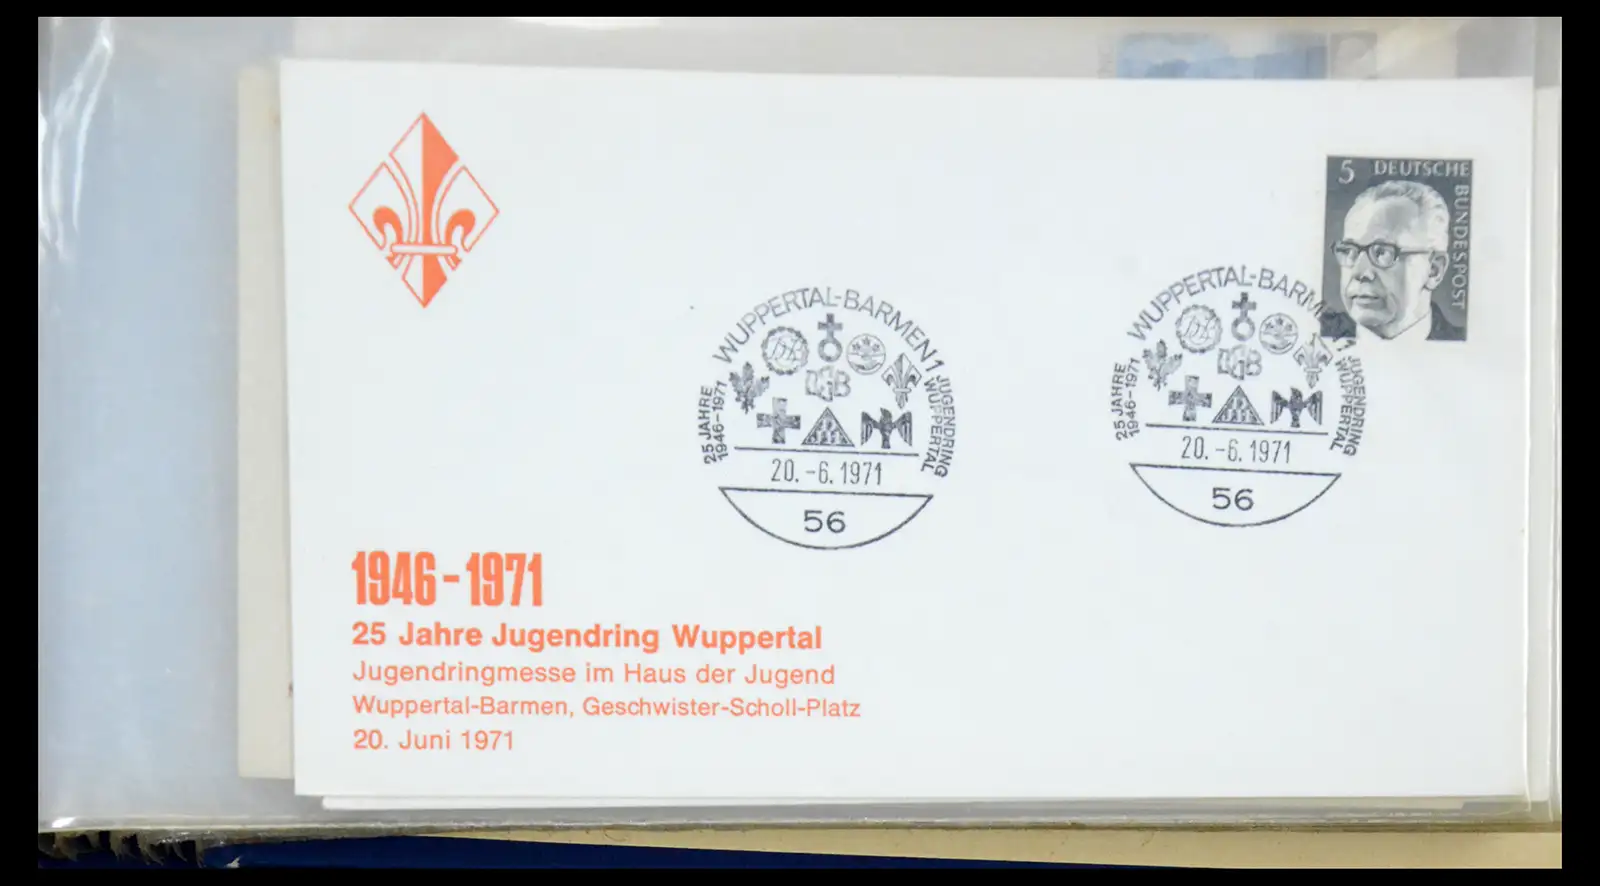 5 DEUTSCHE
BUNDESPOST
WUPPERTAL-BARMEN 1
25 JAHRE
1946-1971
JUGENDRING
WUPPERTAL
DGB
20.-6.1971
56
WUPPERTAL-BARMEN 1
25 JAHRE
1946-1971
JUGENDRING
WUPPERTAL
DGB
20.-6.1971
56
1946-1971
25 Jahre Jugendring Wuppertal
Jugendringmesse im Haus der Jugend
Wuppertal-Barmen, Geschwister-Scholl-Platz
20. Juni 1971